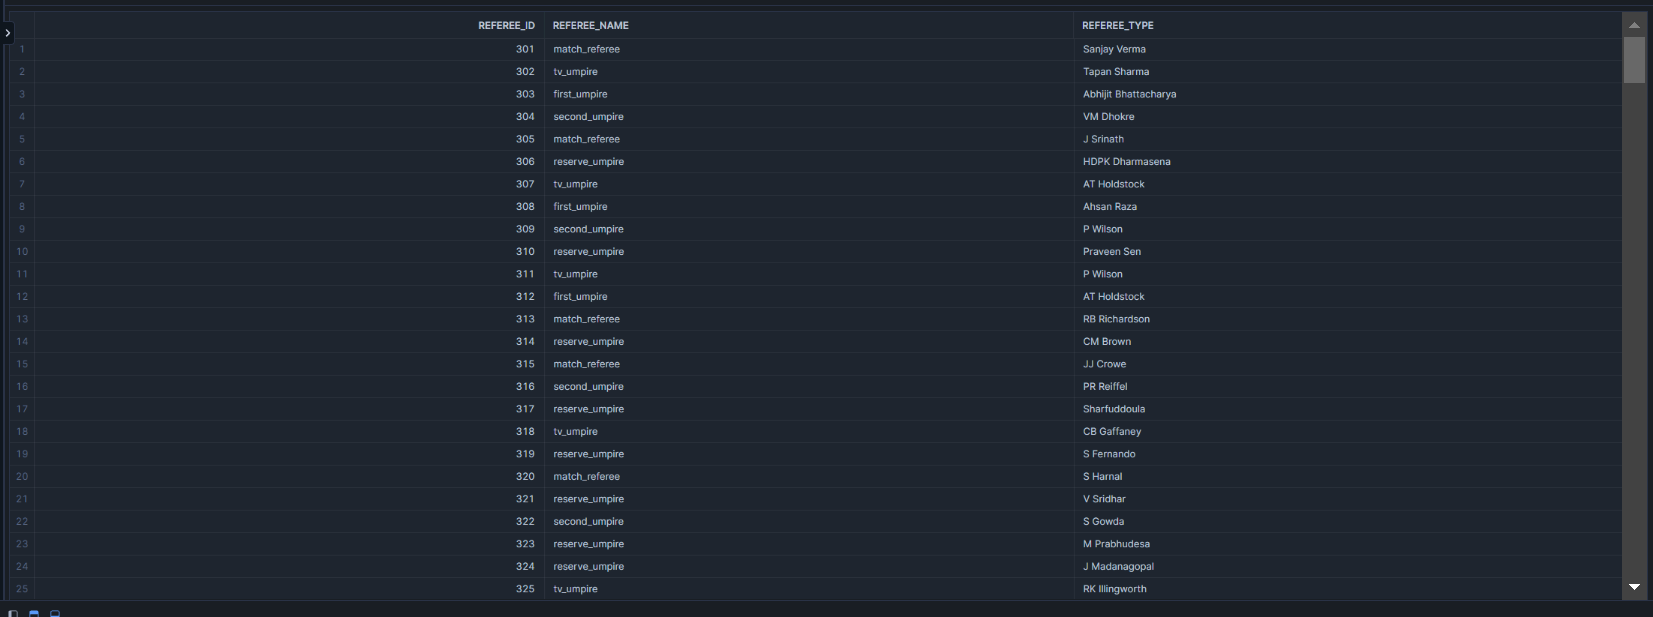 REFEREE_ID REFEREE_NAME REFEREE_TYPE
1 301 match_referee Sanjay Verma
2 302 tv_umpire Tapan Sharma
3 303 first_umpire Abhijit Bhattacharya
4 304 second_umpire VM Dhokre
5 305 match_referee J Srinath
6 306 reserve_umpire HDPK Dharmasena
7 307 tv_umpire AT Holdstock
8 308 first_umpire Ahsan Raza
9 309 second_umpire P Wilson
10 310 reserve_umpire Praveen Sen
11 311 tv_umpire P Wilson
12 312 first_umpire AT Holdstock
13 313 match_referee RB Richardson
14 314 reserve_umpire CM Brown
15 315 match_referee JJ Crowe
16 316 second_umpire PR Reiffel
17 317 reserve_umpire Sharfuddoula
18 318 tv_umpire CB Gaffaney
19 319 reserve_umpire S Fernando
20 320 match_referee S Harnal
21 321 reserve_umpire V Sridhar
22 322 second_umpire S Gowda
23 323 reserve_umpire M Prabhudesa
24 324 reserve_umpire J Madanagopal
25 325 tv_umpire RK Illingworth